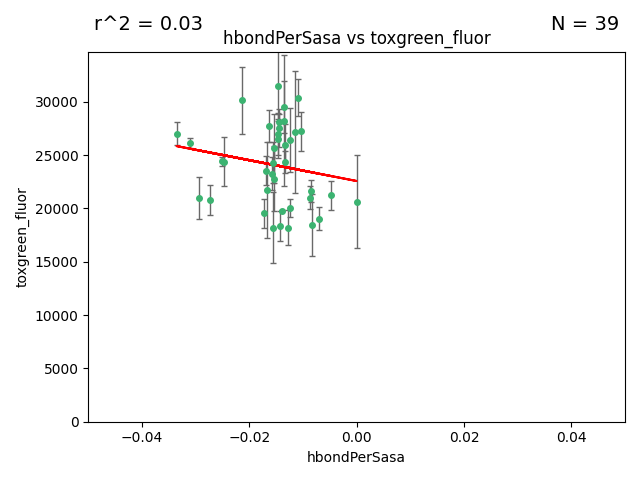 r^2 = 0.03
N = 39
hbondPerSasa vs toxgreen_fluor
toxgreen_fluor
30000
25000
20000
15000
10000
5000
0
−0.04
−0.02
0.00
0.02
0.04
hbondPerSasa